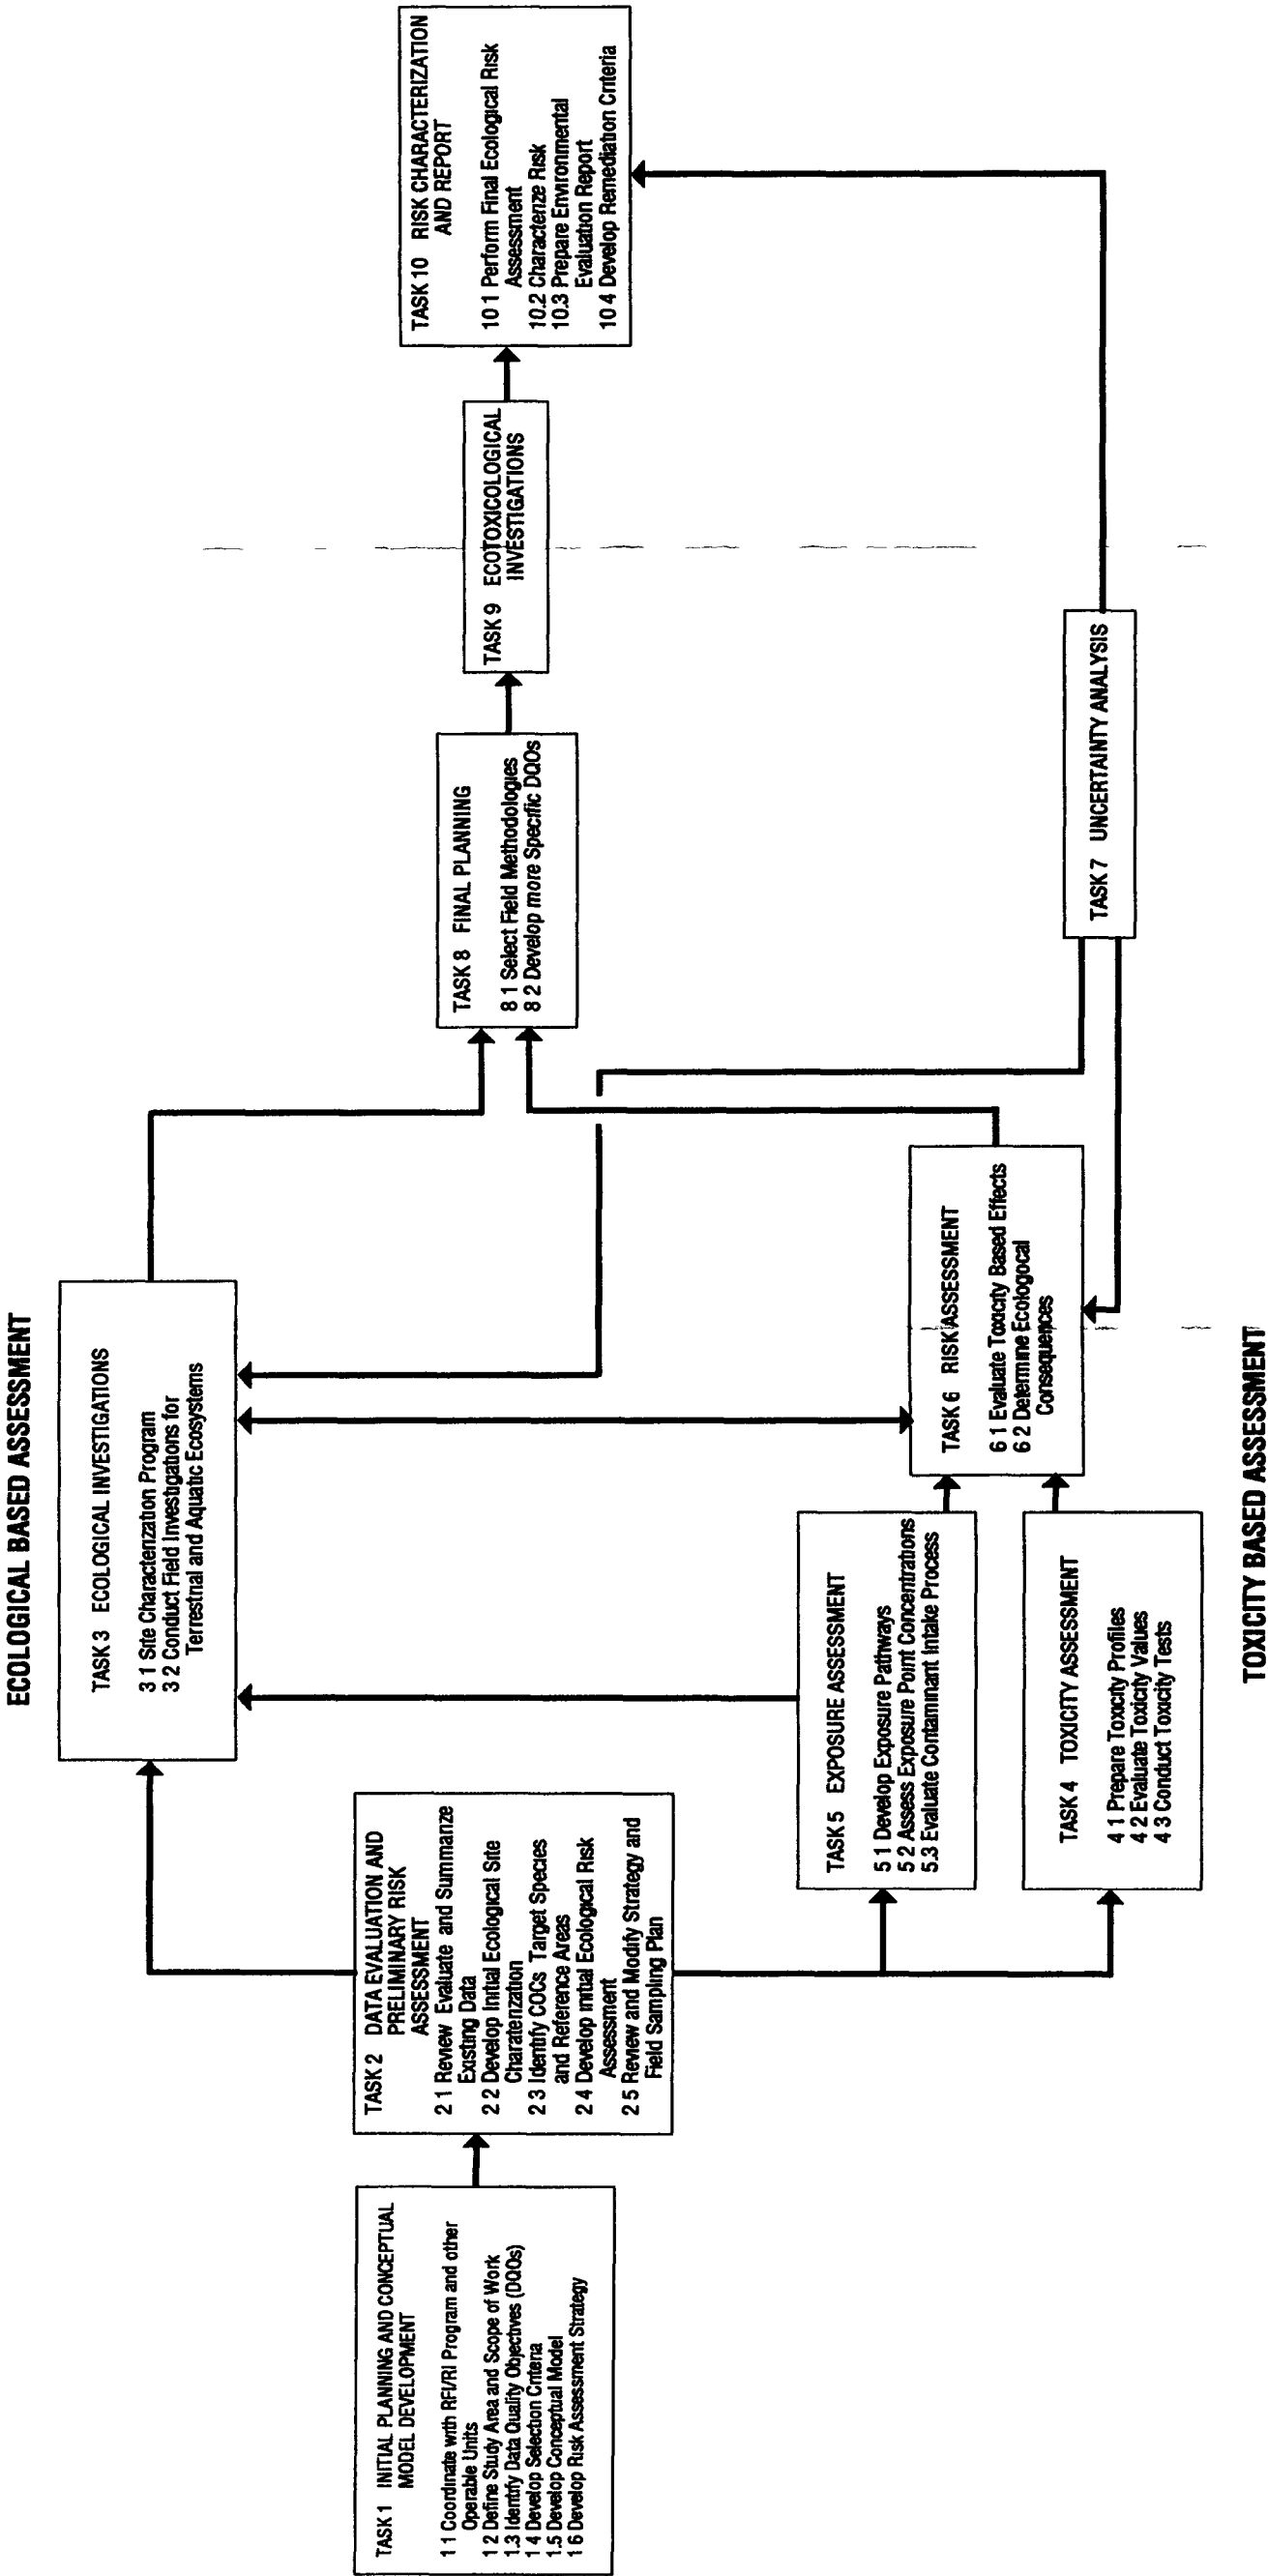 ECOLOGICAL BASED ASSESSMENT
TASK 1 INITIAL PLANNING AND CONCEPTUAL
MODEL DEVELOPMENT
1 1 Coordinate with RFI/RI Program and other
Operable Units
1 2 Define Study Area and Scope of Work
1.3 Identify Data Quality Objectives (DQOs)
1 4 Develop Selection Criteria
1.5 Develop Conceptual Model
1 6 Develop Risk Assessment Strategy
TASK 2 DATA EVALUATION AND
PRELIMINARY RISK
ASSESSMENT
2 1 Review Evaluate and Summarize
Existing Data
2 2 Develop Initial Ecological Site
Charaterization
2 3 Identify COCs Target Species
and Reference Areas
2 4 Develop Initial Ecological Risk
Assessment
2 5 Review and Modify Strategy and
Field Sampling Plan
TASK 3 ECOLOGICAL INVESTIGATIONS
3 1 Site Characterization Program
3 2 Conduct Field Investigations for
Terrestrial and Aquatic Ecosystems
TASK 5 EXPOSURE ASSESSMENT
5 1 Develop Exposure Pathways
5 2 Assess Exposure Point Concentrations
5.3 Evaluate Contaminant Intake Process
TASK 4 TOXICITY ASSESSMENT
4 1 Prepare Toxicity Profiles
4 2 Evaluate Toxicity Values
4 3 Conduct Toxicity Tests
TASK 6 RISK ASSESSMENT
6 1 Evaluate Toxicity Based Effects
6 2 Determine Ecologocal
Consequences
TASK 8 FINAL PLANNING
8 1 Select Field Methodologies
8 2 Develop more Specific DQOs
TASK 7 UNCERTAINTY ANALYSIS
TASK 9 ECOTOXICOLOGICAL
INVESTIGATIONS
TASK 10 RISK CHARACTERIZATION
AND REPORT
10 1 Perform Final Ecological Risk
Assessment
10.2 Characterize Risk
10.3 Prepare Environmental
Evaluation Report
10 4 Develop Remediation Criteria
TOXICITY BASED ASSESSMENT